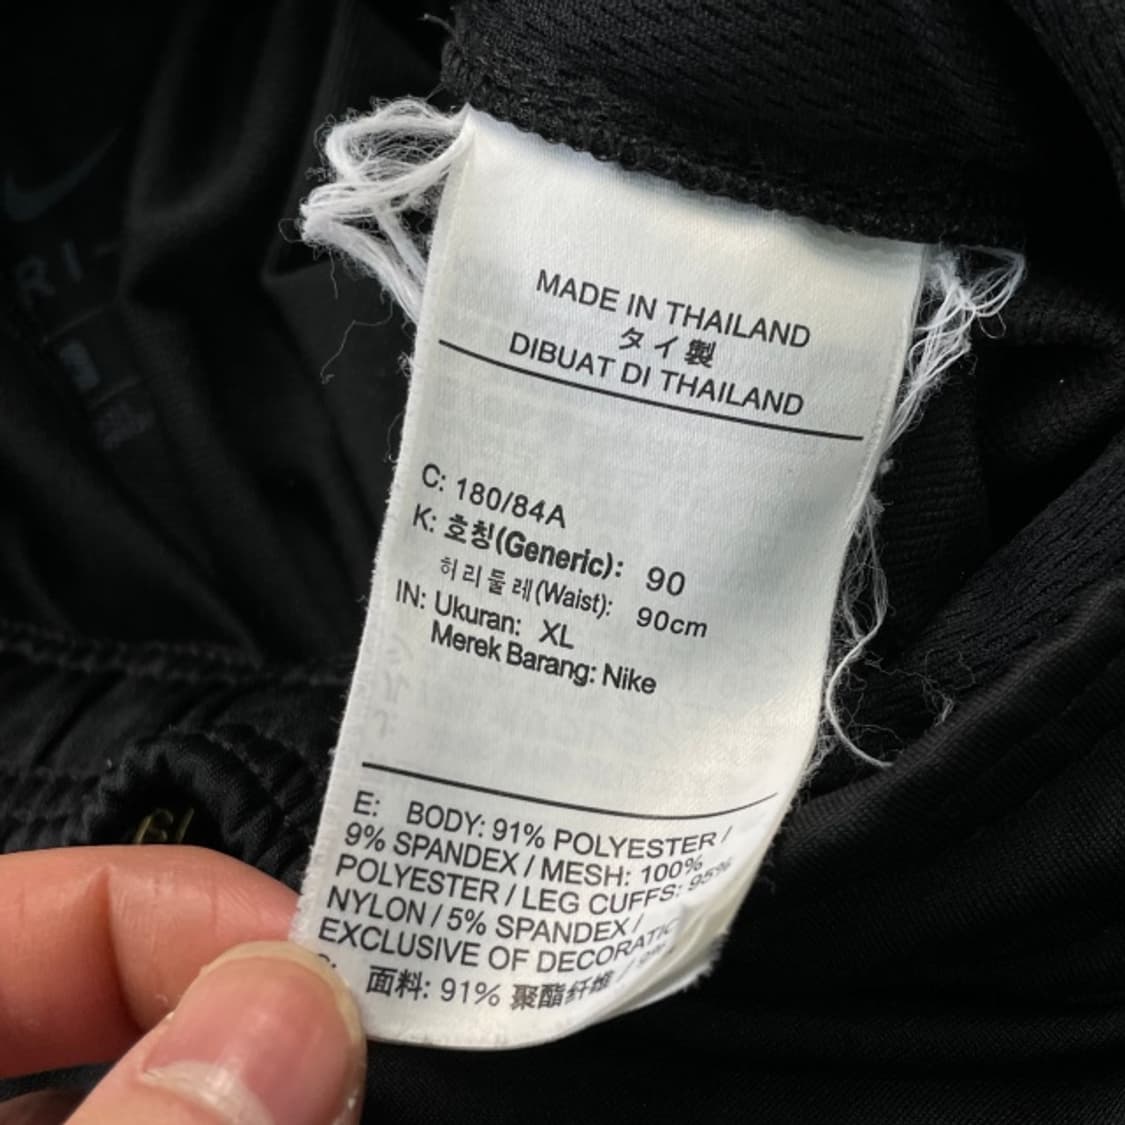 MADE IN THAILAND
タイ製
DIBUAT DI THAILAND
C: 180/84A
K: 호칭(Generic): 90
허리둘레(Waist): 90cm
IN: Ukuran: XL
Merek Barang: Nike
E: BODY: 91% POLYESTER /
9% SPANDEX / MESH: 100%
POLYESTER / LEG CUFFS: 95%
NYLON / 5% SPANDEX /
EXCLUSIVE OF
面料: 91% 聚酯纤维 /